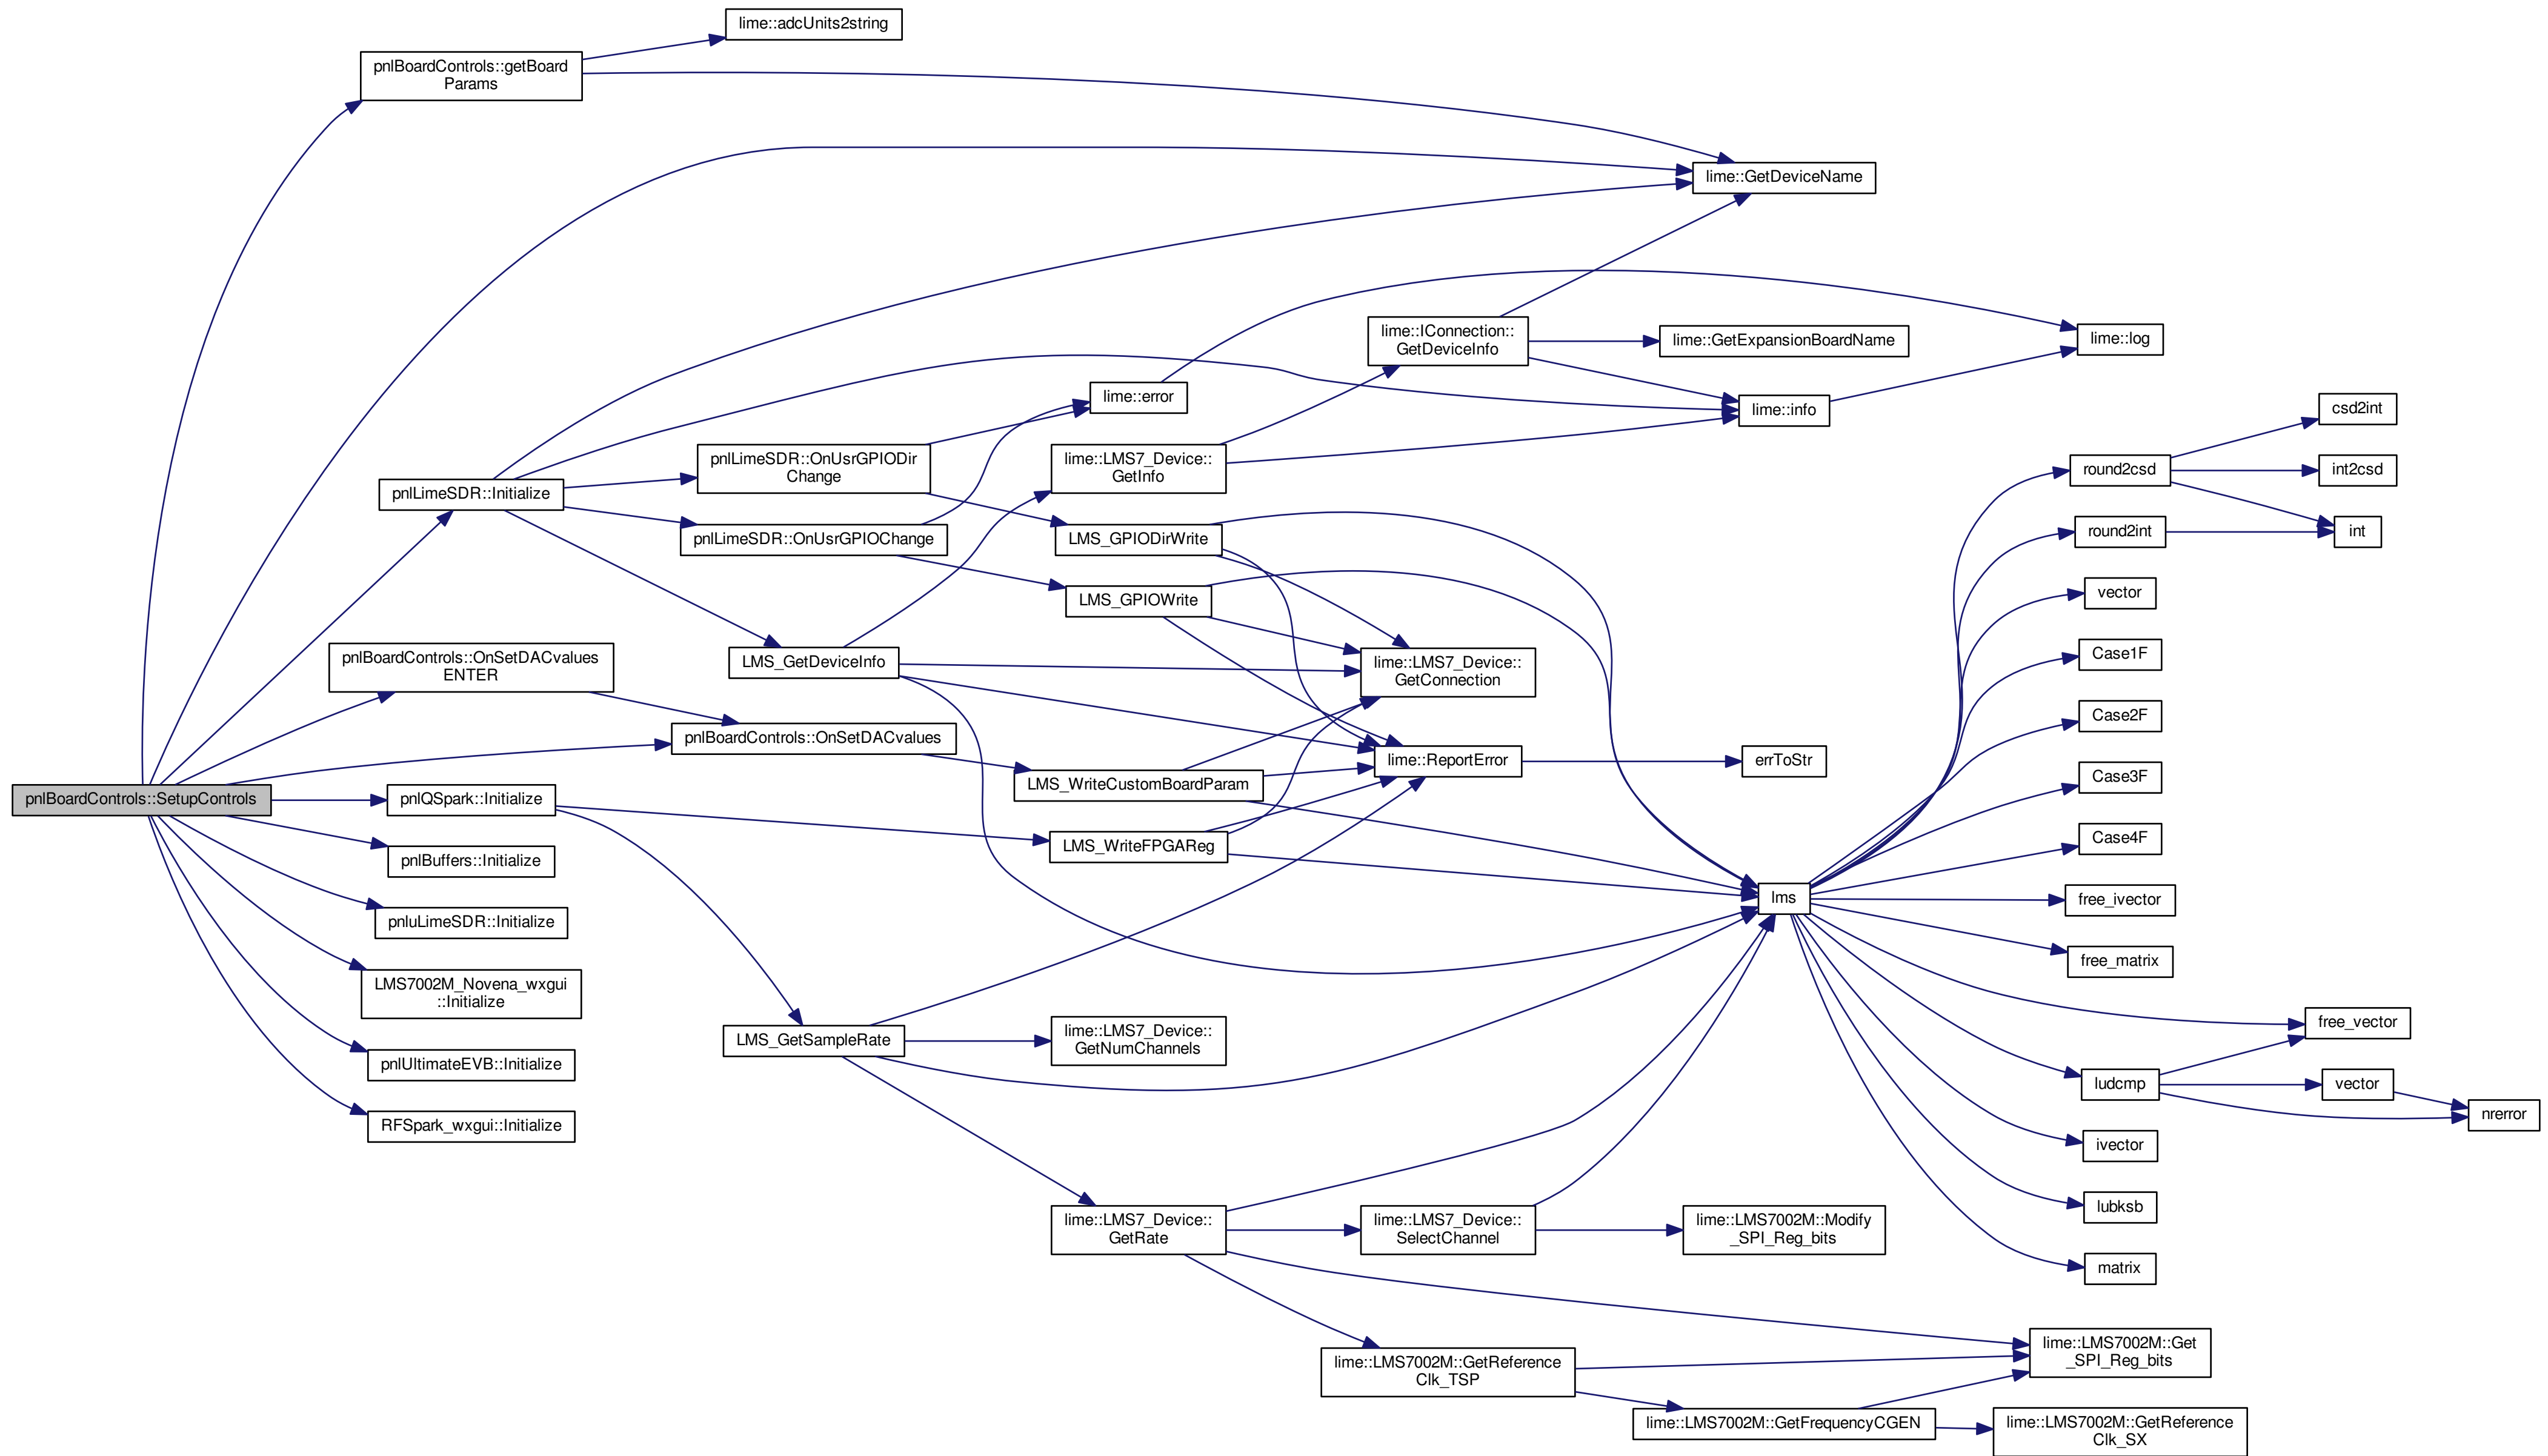 lime::adcUnits2string
pnlBoardControls::getBoard
Params
lime::GetDeviceName
lime::IConnection::
GetDeviceInfo
lime::GetExpansionBoardName
lime::log
lime::error
lime::info
csd2int
pnlLimeSDR::OnUsrGPIODir
Change
lime::LMS7_Device::
GetInfo
round2csd
int2csd
pnlLimeSDR::Initialize
pnlLimeSDR::OnUsrGPIOChange
LMS_GPIODirWrite
round2int
int
LMS_GPIOWrite
vector
pnlBoardControls::OnSetDACvalues
ENTER
LMS_GetDeviceInfo
lime::LMS7_Device::
GetConnection
Case1F
Case2F
pnlBoardControls::OnSetDACvalues
lime::ReportError
errToStr
Case3F
LMS_WriteCustomBoardParam
pnlBoardControls::SetupControls
pnlQSpark::Initialize
LMS_WriteFPGAReg
Case4F
pnlBuffers::Initialize
lms
free_ivector
pnluLimeSDR::Initialize
free_matrix
LMS7002M_Novena_wxgui
::Initialize
free_vector
LMS_GetSampleRate
lime::LMS7_Device::
GetNumChannels
pnlUltimateEVB::Initialize
ludcmp
vector
nrerror
RFSpark_wxgui::Initialize
ivector
lubksb
lime::LMS7_Device::
GetRate
lime::LMS7_Device::
SelectChannel
lime::LMS7002M::Modify
_SPI_Reg_bits
matrix
lime::LMS7002M::GetReference
Clk_TSP
lime::LMS7002M::Get
_SPI_Reg_bits
lime::LMS7002M::GetFrequencyCGEN
lime::LMS7002M::GetReference
Clk_SX